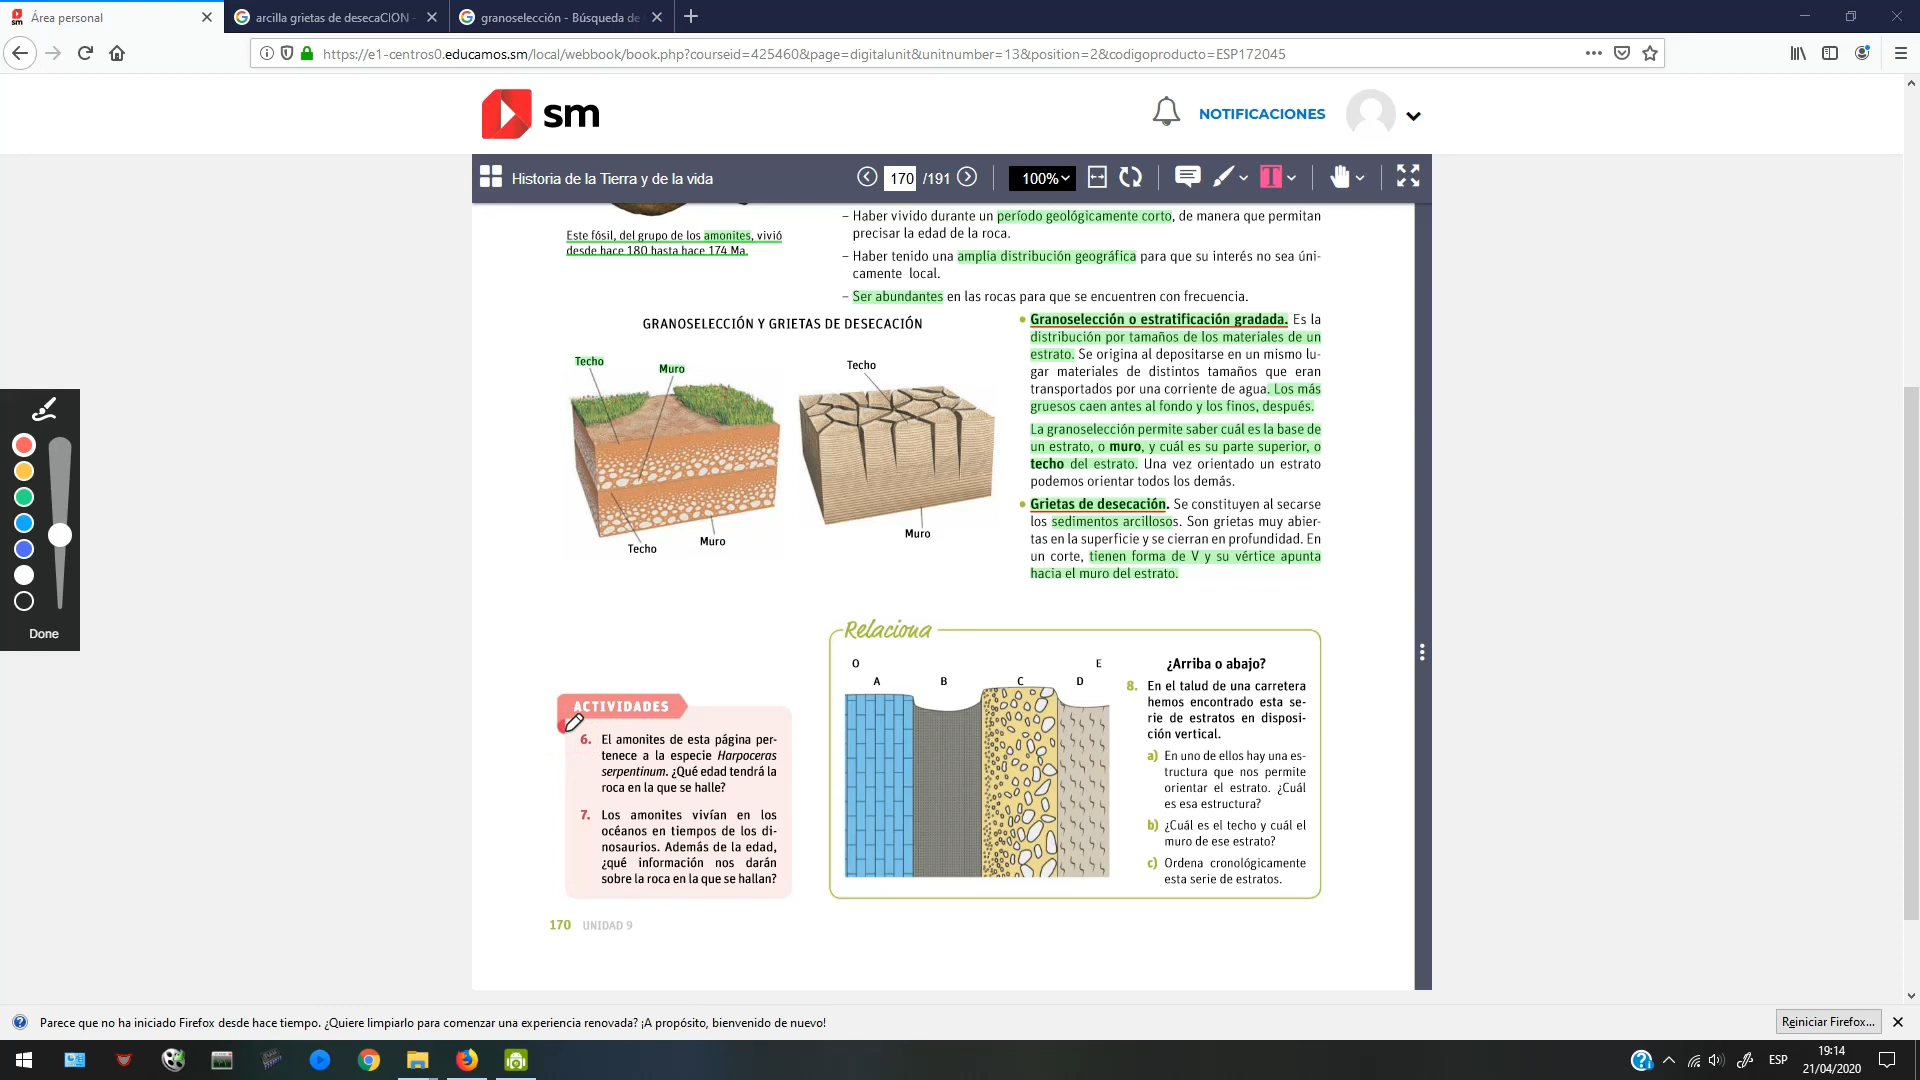 Área personal
arcilla grietas de desecaCION -
granoselección - Búsqueda de
https://e1-centros0.educamos.sm/local/webbook/book.php?courseid=425460&page=digitalunit&unitnumber=13&position=2&codigoproducto=ESP172045
sm
NOTIFICACIONES
Historia de la Tierra y de la vida
170 /191
100%
T
Este fósil, del grupo de los amonites, vivió
desde hace 180 hasta hace 174 Ma.
– Haber vivido durante un período geológicamente corto, de manera que permitan
precisar la edad de la roca.
– Haber tenido una amplia distribución geográfica para que su interés no sea úni-
camente local.
– Ser abundantes en las rocas para que se encuentren con frecuencia.
GRANOSELECCIÓN Y GRIETAS DE DESECACIÓN
Techo
Muro
Techo
Muro
Techo
Muro
• Granoselección o estratificación gradada. Es la
distribución por tamaños de los materiales de un
estrato. Se origina al depositarse en un mismo lu-
gar materiales de distintos tamaños que eran
transportados por una corriente de agua. Los más
gruesos caen antes al fondo y los finos, después.
La granoselección permite saber cuál es la base de
un estrato, o muro, y cuál es su parte superior, o
techo del estrato. Una vez orientado un estrato
podemos orientar todos los demás.
• Grietas de desecación. Se constituyen al secarse
los sedimentos arcillosos. Son grietas muy abier-
tas en la superficie y se cierran en profundidad. En
un corte, tienen forma de V y su vértice apunta
hacia el muro del estrato.
Done
ACTIVIDADES
6. El amonites de esta página per-
tenece a la especie Harpoceras
serpentinum. ¿Qué edad tendrá la
roca en la que se halle?
7. Los amonites vivían en los
océanos en tiempos de los di-
nosaurios. Además de la edad,
¿qué información nos darán
sobre la roca en la que se hallan?
Relaciona
O E
A B C D
¿Arriba o abajo?
8. En el talud de una carretera
hemos encontrado esta se-
rie de estratos en disposi-
ción vertical.
a) En uno de ellos hay una es-
tructura que nos permite
orientar el estrato. ¿Cuál
es esa estructura?
b) ¿Cuál es el techo y cuál el
muro de ese estrato?
c) Ordena cronológicamente
esta serie de estratos.
170 UNIDAD 9
Parece que no ha iniciado Firefox desde hace tiempo. ¿Quiere limpiarlo para comenzar una experiencia renovada? ¡A propósito, bienvenido de nuevo!
Reiniciar Firefox...
ESP
19:14
21/04/2020